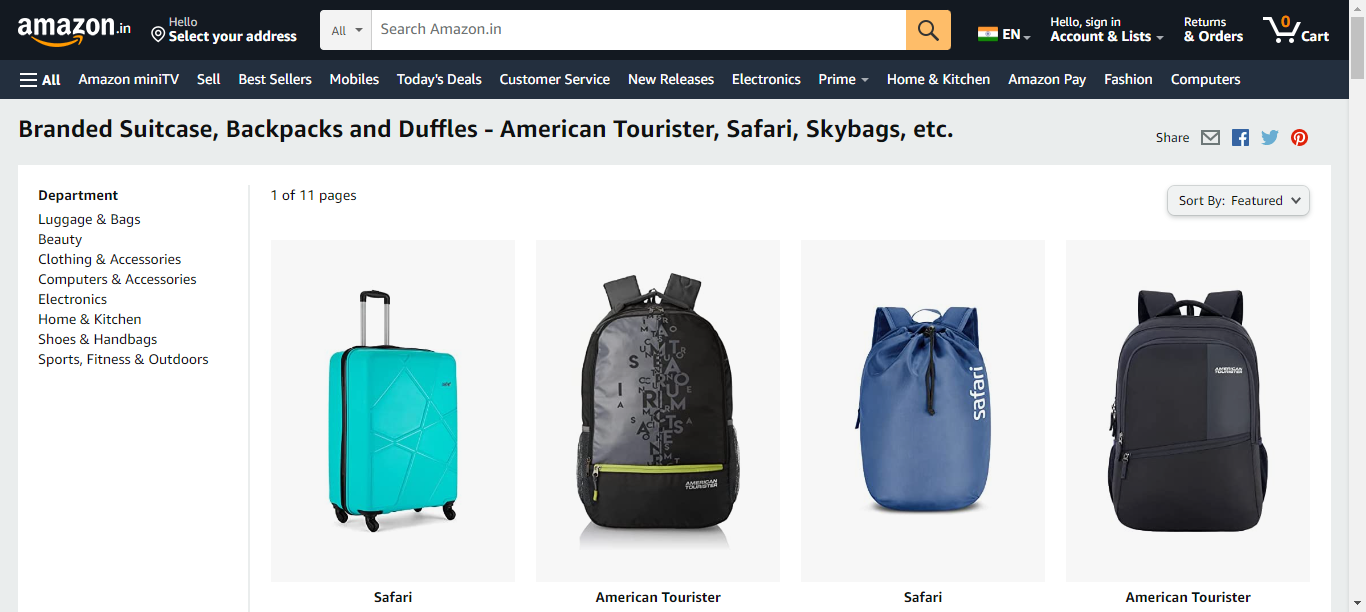 amazon.in
Hello
Select your address
All
Search Amazon.in
EN
Hello, sign in
Account & Lists
Returns
& Orders
0
Cart
All Amazon miniTV Sell Best Sellers Mobiles Today's Deals Customer Service New Releases Electronics Prime Home & Kitchen Amazon Pay Fashion Computers
Branded Suitcase, Backpacks and Duffles - American Tourister, Safari, Skybags, etc.
Share
Department
Luggage & Bags
Beauty
Clothing & Accessories
Computers & Accessories
Electronics
Home & Kitchen
Shoes & Handbags
Sports, Fitness & Outdoors
1 of 11 pages
Sort By: Featured
AMERICAN
TOURISTER
safari
AMERICAN
TOURISTER
Safari
American Tourister
Safari
American Tourister